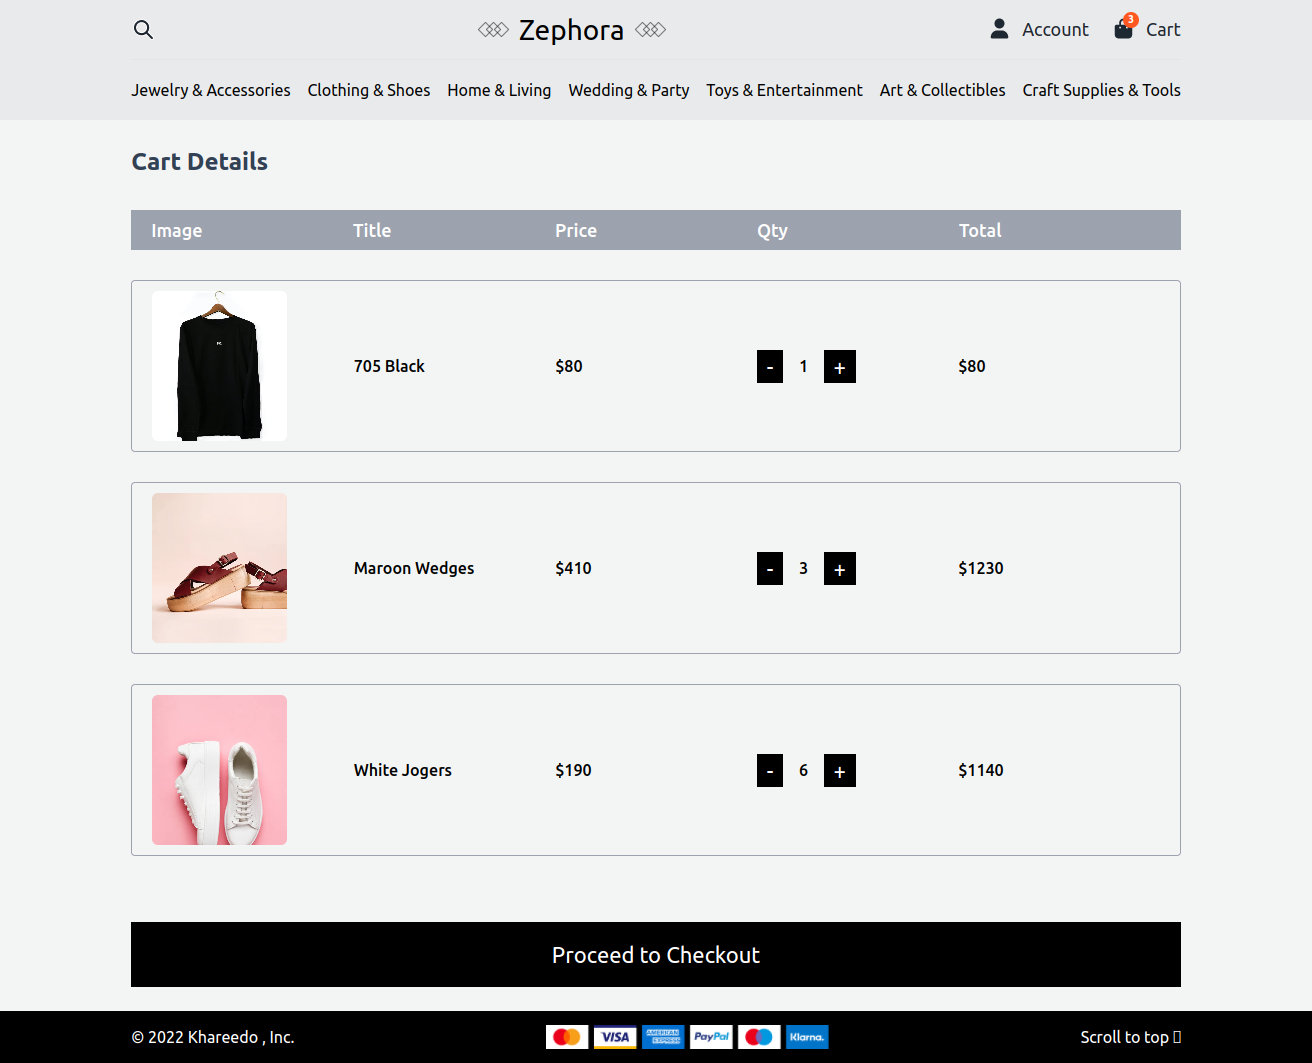 Zephora
Account
3
Cart
Jewelry & Accessories Clothing & Shoes Home & Living Wedding & Party Toys & Entertainment Art & Collectibles Craft Supplies & Tools
Cart Details
Image Title Price Qty Total
705 Black $80 - 1 + $80
Maroon Wedges $410 - 3 + $1230
White Jogers $190 - 6 + $1140
Proceed to Checkout
© 2022 Khareedo , Inc.
VISA
AMERICAN EXPRESS
PayPal
Klarna.
Scroll to top